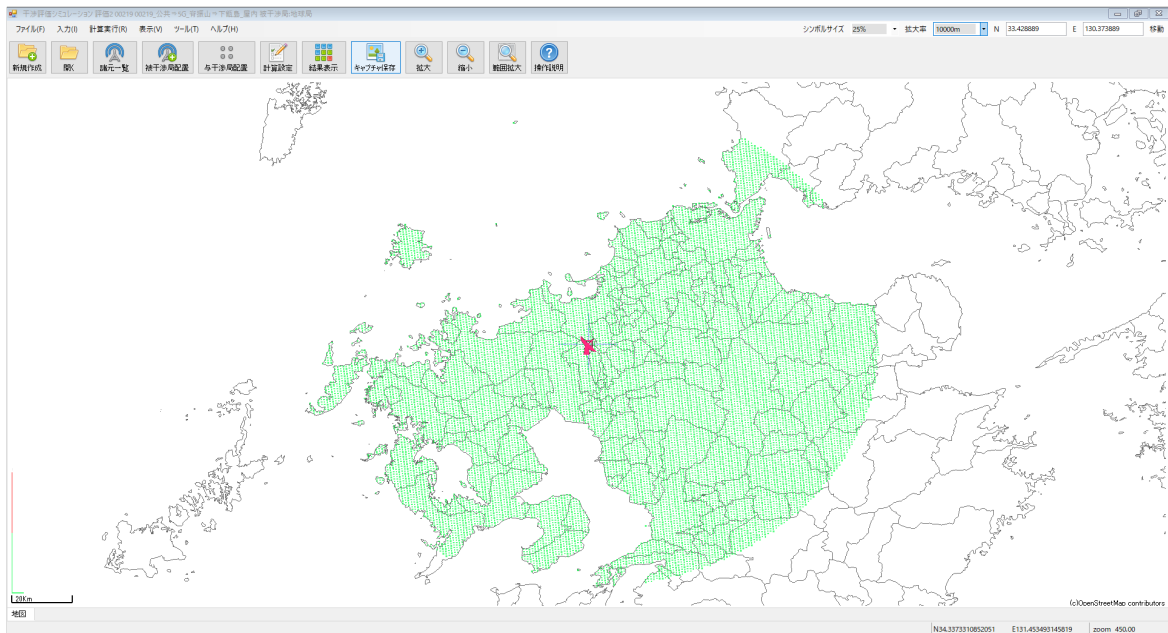 干渉評価シミュレーション 評価2 00219-00219_公共⇒5G_背振山⇒下甑島_屋内 被干渉局:地球局
ファイル(F) 入力(I) 計算実行(R) 表示(V) ツール(T) ヘルプ(H)
シンボルサイズ 25% 拡大率 10000m N 33.428889 E 130.373889 移動
新規作成 開く 諸元一覧 被干渉局配置 与干渉局配置 計算設定 結果表示 キャプチャ保存 拡大 縮小 範囲拡大 操作説明
20Km
(c)OpenStreetMap contributors
地図
N34.3373310852051 E131.453493145819 zoom 450.00